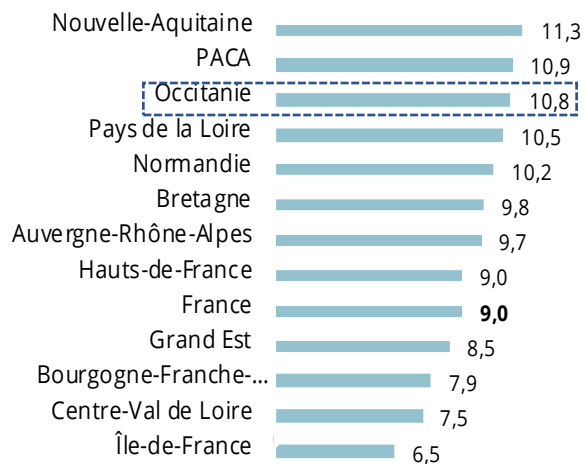 Nouvelle-Aquitaine 11,3
PACA 10,9
Occitanie 10,8
Pays de la Loire 10,5
Normandie 10,2
Bretagne 9,8
Auvergne-Rhône-Alpes 9,7
Hauts-de-France 9,0
France 9,0
Grand Est 8,5
Bourgogne-Franche-... 7,9
Centre-Val de Loire 7,5
Île-de-France 6,5